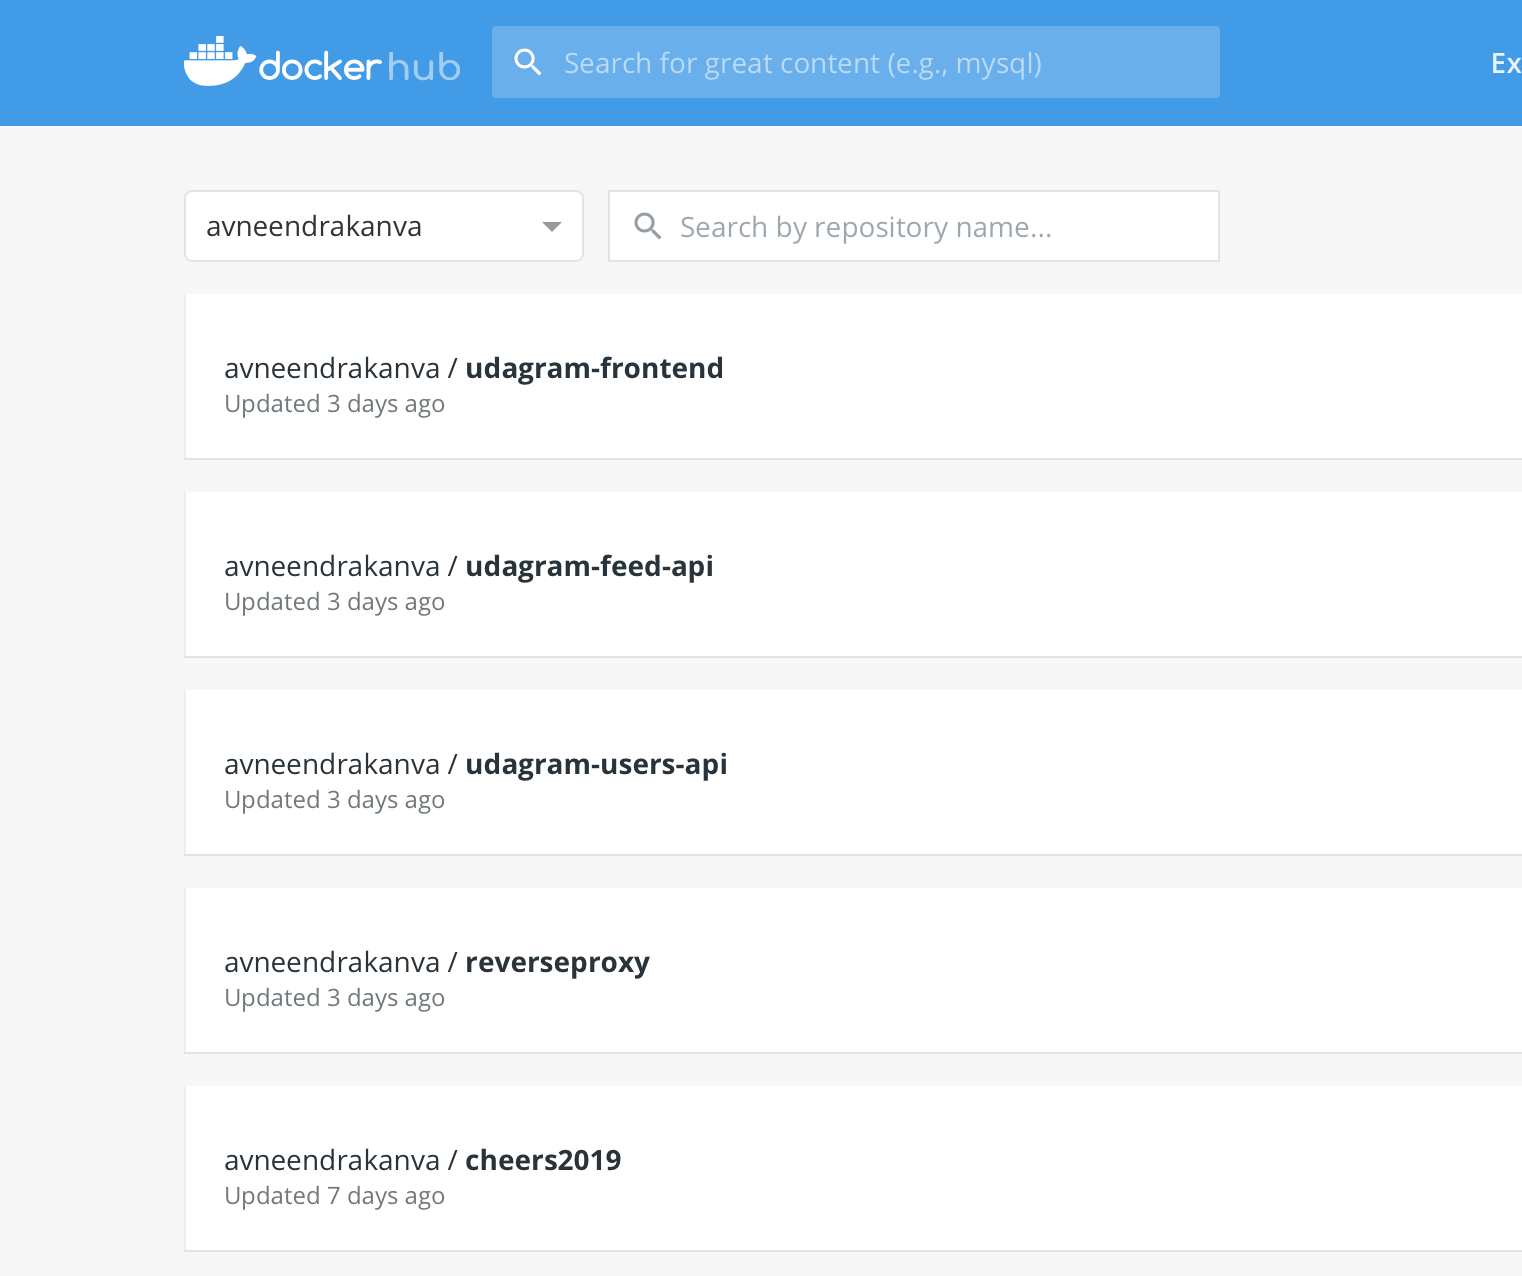 docker hub
Search for great content (e.g., mysql)
Ex
avneendrakanva
Search by repository name...
avneendrakanva / udagram-frontend
Updated 3 days ago
avneendrakanva / udagram-feed-api
Updated 3 days ago
avneendrakanva / udagram-users-api
Updated 3 days ago
avneendrakanva / reverseproxy
Updated 3 days ago
avneendrakanva / cheers2019
Updated 7 days ago